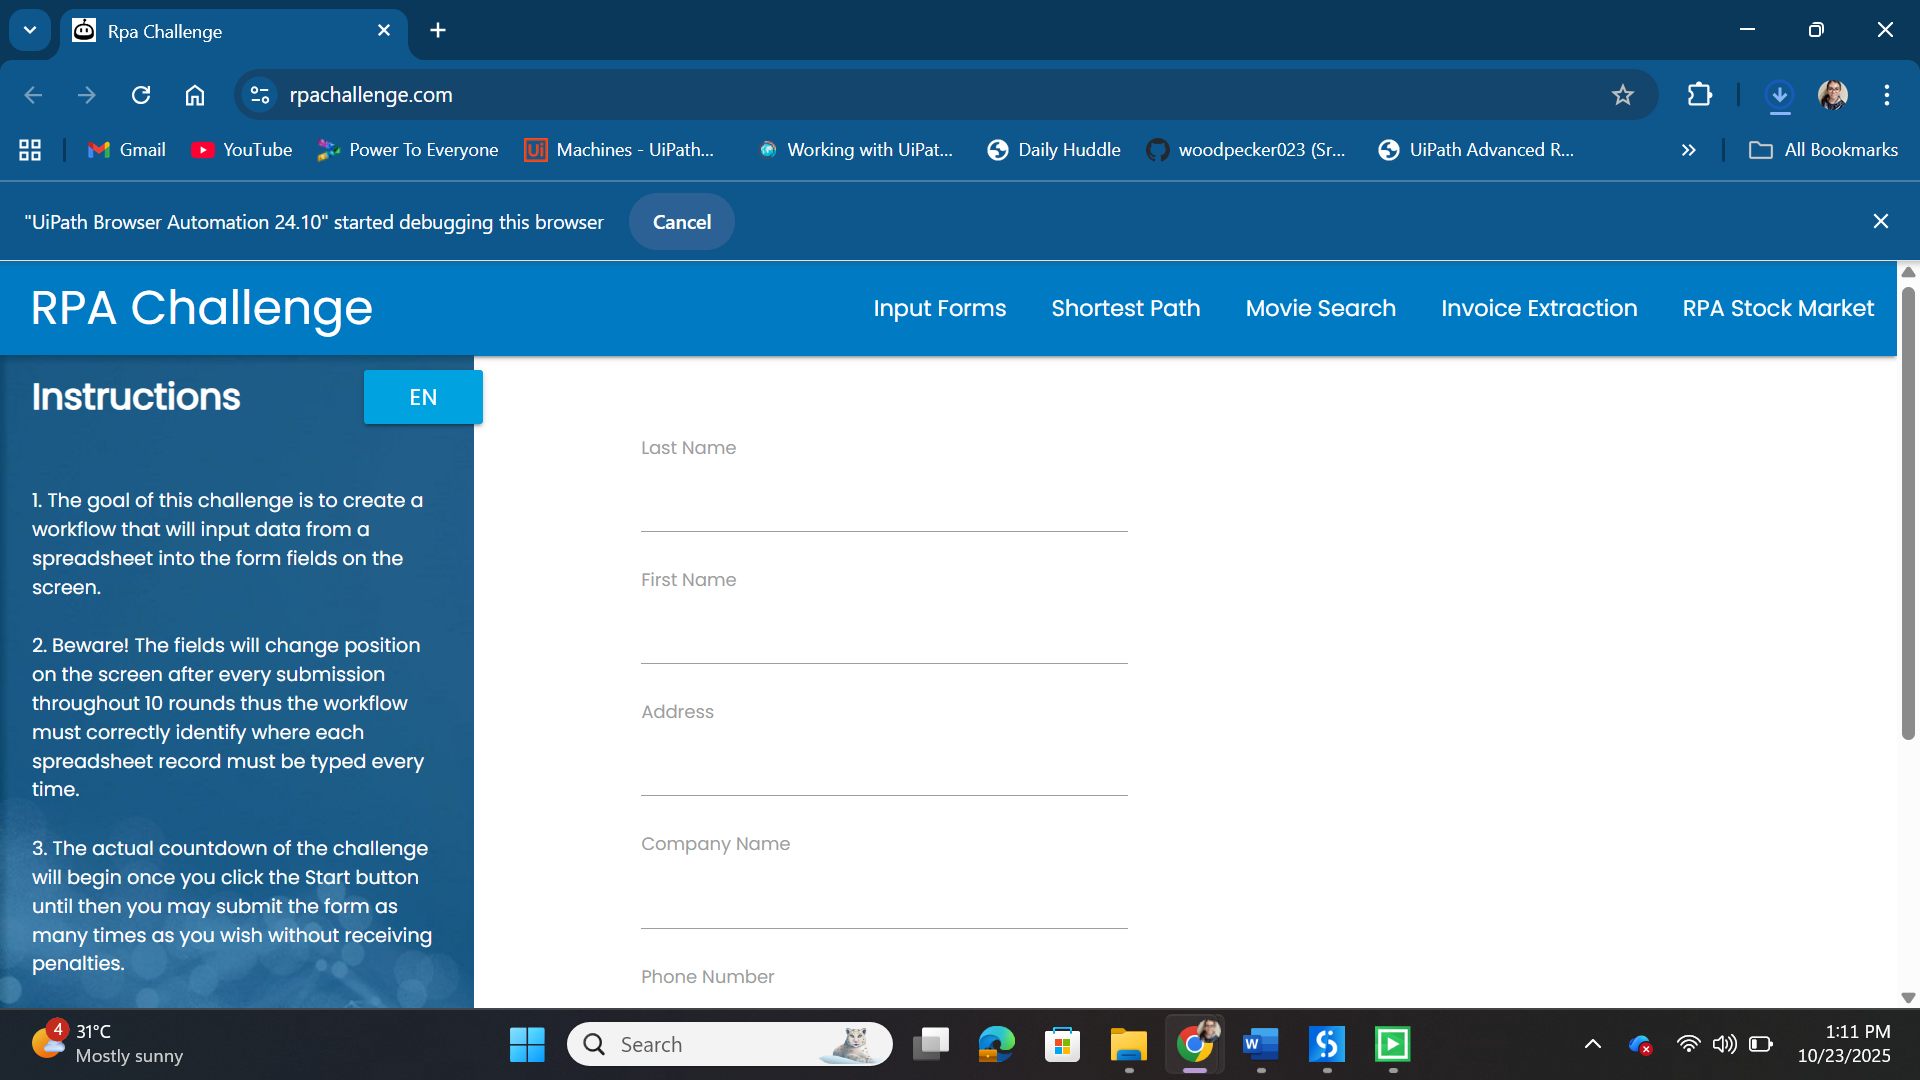 Rpa Challenge
rpachallenge.com
Gmail
YouTube
Power To Everyone
Ui
Machines - UiPath...
Working with UiPat...
Daily Huddle
woodpecker023 (Sr...
UiPath Advanced R...
All Bookmarks
"UiPath Browser Automation 24.10" started debugging this browser
Cancel
RPA Challenge
Input Forms
Shortest Path
Movie Search
Invoice Extraction
RPA Stock Market
Instructions
EN
1. The goal of this challenge is to create a
workflow that will input data from a
spreadsheet into the form fields on the
screen.
2. Beware! The fields will change position
on the screen after every submission
throughout 10 rounds thus the workflow
must correctly identify where each
spreadsheet record must be typed every
time.
3. The actual countdown of the challenge
will begin once you click the Start button
until then you may submit the form as
many times as you wish without receiving
penalties.
Last Name
First Name
Address
Company Name
Phone Number
4
31°C
Mostly sunny
Search
W
1:11 PM
10/23/2025